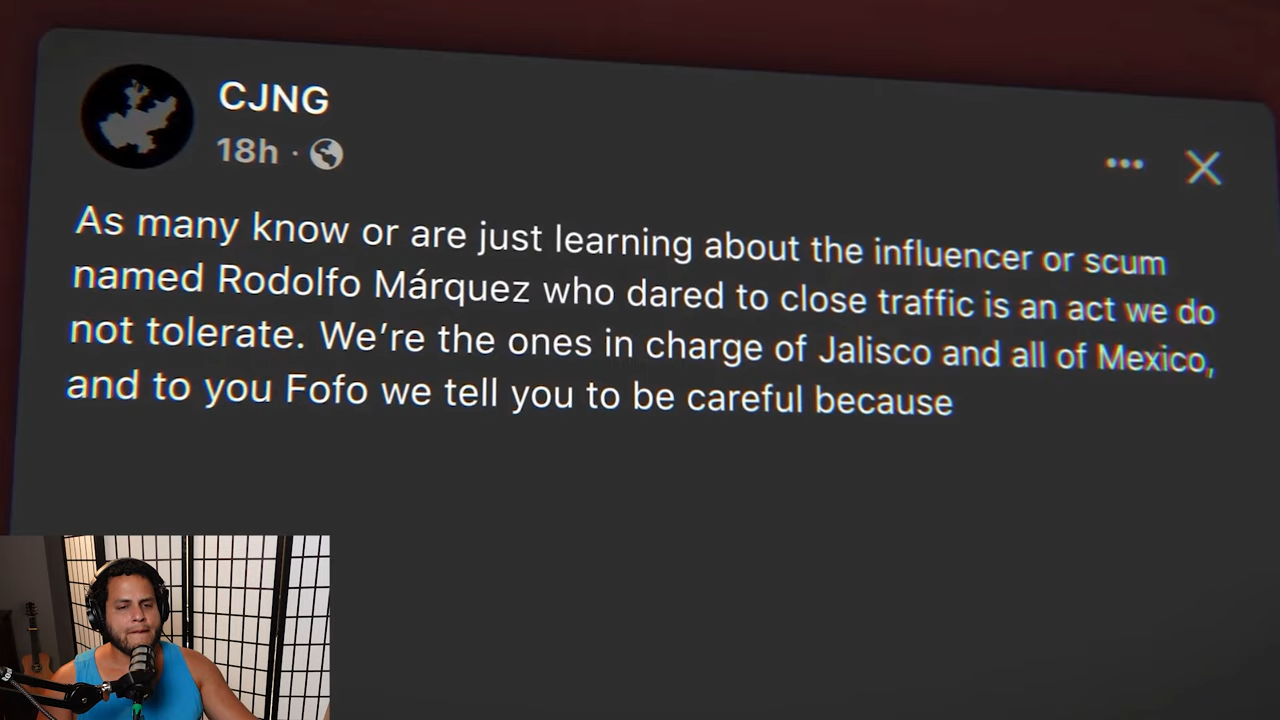 CJNG
18h ·
As many know or are just learning about the influencer or scum
named Rodolfo Márquez who dared to close traffic is an act we do
not tolerate. We’re the ones in charge of Jalisco and all of Mexico,
and to you Fofo we tell you to be careful because